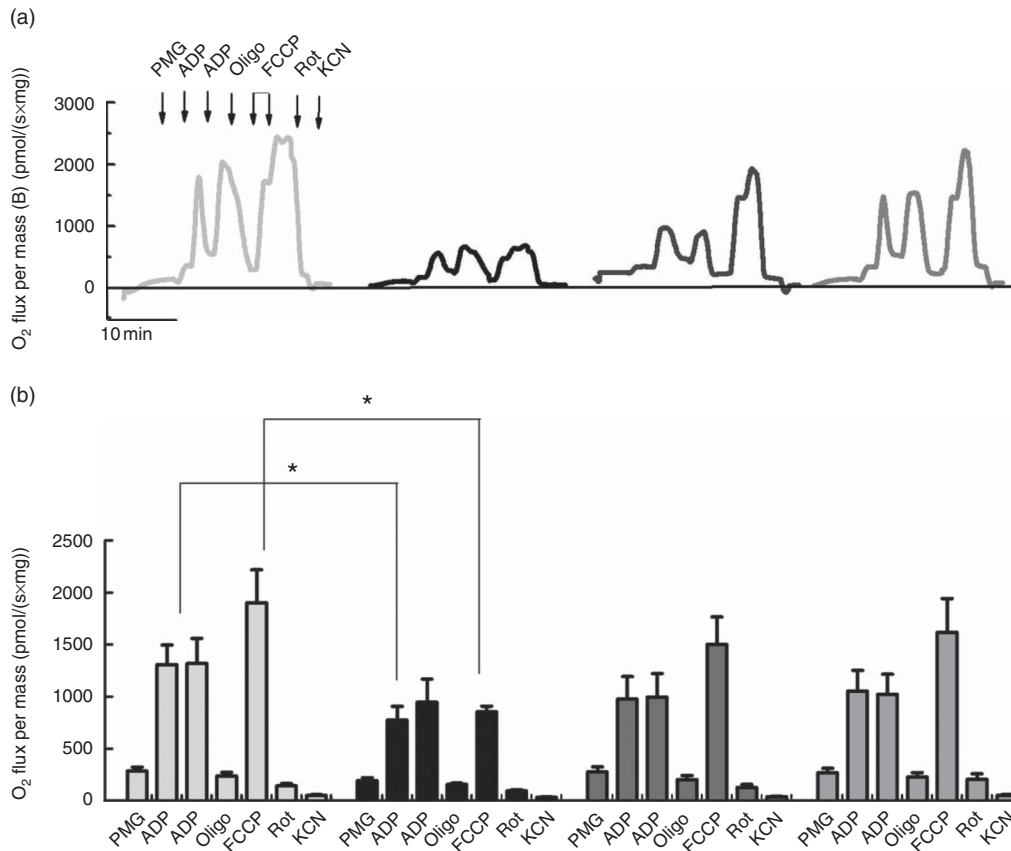 (a)
PMG ADP ADP Oligo FCCP Rot KCN
O₂ flux per mass (B) (pmol/(s×mg))
3000
2000
1000
0
10 min
(b)
*
*
O₂ flux per mass (pmol/(s×mg))
2500
2000
1500
1000
500
0
PMG ADP ADP Oligo FCCP Rot KCN PMG ADP ADP Oligo FCCP Rot KCN PMG ADP ADP Oligo FCCP Rot KCN PMG ADP ADP Oligo FCCP Rot KCN